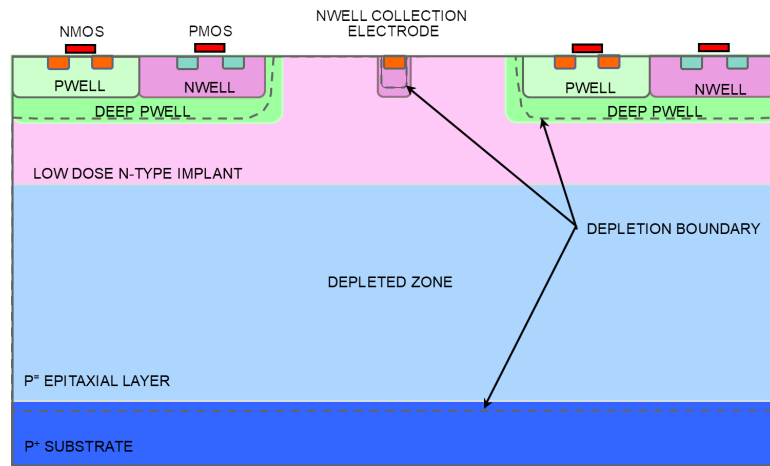 NWELL COLLECTION
ELECTRODE
NMOS
PMOS
PWELL
NWELL
DEEP PWELL
PWELL
NWELL
DEEP PWELL
LOW DOSE N-TYPE IMPLANT
DEPLETION BOUNDARY
DEPLETED ZONE
P⁼ EPITAXIAL LAYER
P⁺ SUBSTRATE